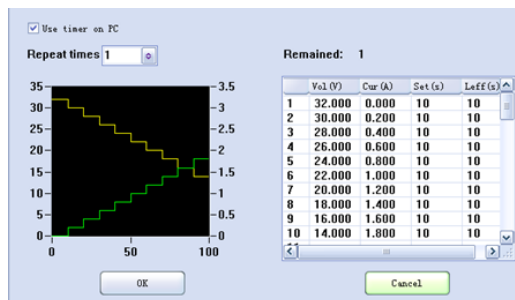 Use timer on PC
Repeat times 1
Remained: 1
35 3.5
30 3
25 2.5
20 2
15 1.5
10 1
5 0.5
0 0
0 50 100
Vol(V) Cur(A) Set(s) Leff(s)
1 32.000 0.000 10 10
2 30.000 0.200 10 10
3 28.000 0.400 10 10
4 26.000 0.600 10 10
5 24.000 0.800 10 10
6 22.000 1.000 10 10
7 20.000 1.200 10 10
8 18.000 1.400 10 10
9 16.000 1.600 10 10
10 14.000 1.800 10 10
OK
Cancel